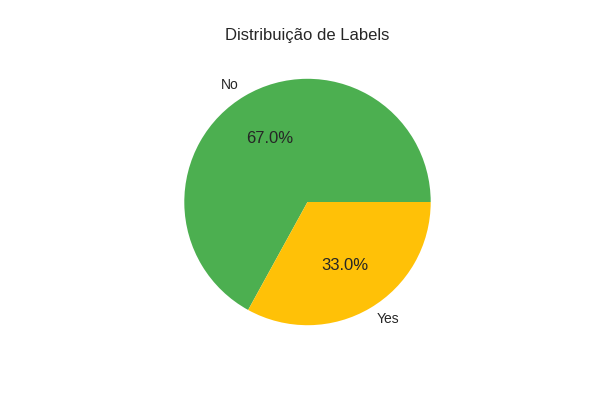 Distribuição de Labels
No
67.0%
33.0%
Yes